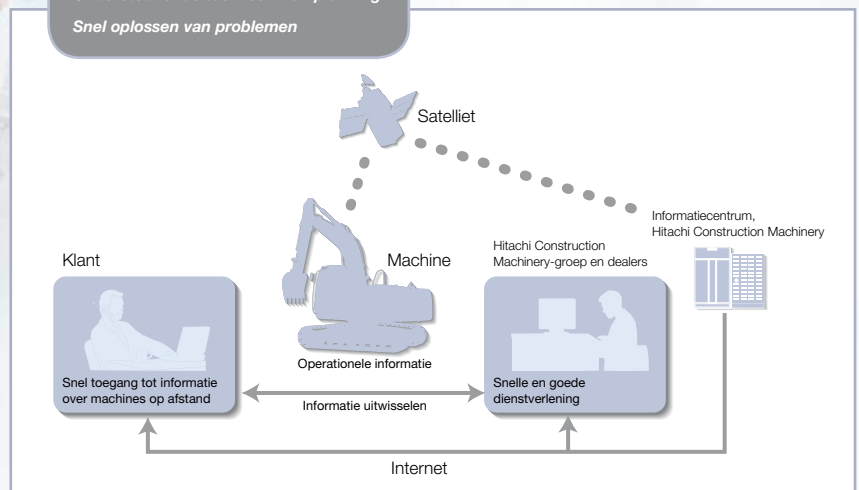 Snel oplossen van problemen
Satelliet
Informatiecentrum,
Hitachi Construction Machinery
Hitachi Construction
Machinery-groep en dealers
Klant
Machine
Operationele informatie
Snel toegang tot informatie
over machines op afstand
Snelle en goede
dienstverlening
Informatie uitwisselen
Internet